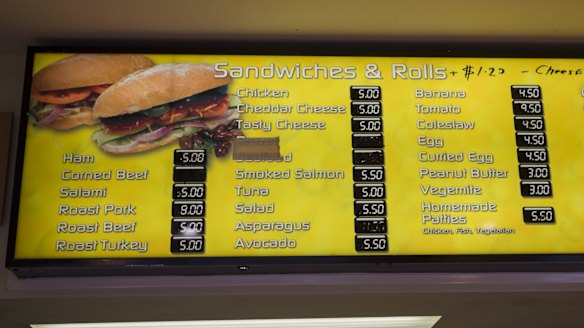 Sandwiches & Rolls + $1.20 - Cheese
Ham 5.00
Corned Beef
Salami 5.00
Roast Pork 9.00
Roast Beef 5.00
Roast Turkey 5.00
Chicken 5.00
Cheddar Cheese 5.00
Tasty Cheese 5.00
Smoked Salmon 5.50
Tuna 5.00
Salad 5.50
Asparagus
Avocado 5.50
Banana 4.50
Tomato 9.50
Coleslaw 4.50
Egg 4.50
Curried Egg 4.50
Peanut Butter 3.00
Vegemite 3.00
Homemade
Patties 5.50
Chicken, Fish, Vegetarian